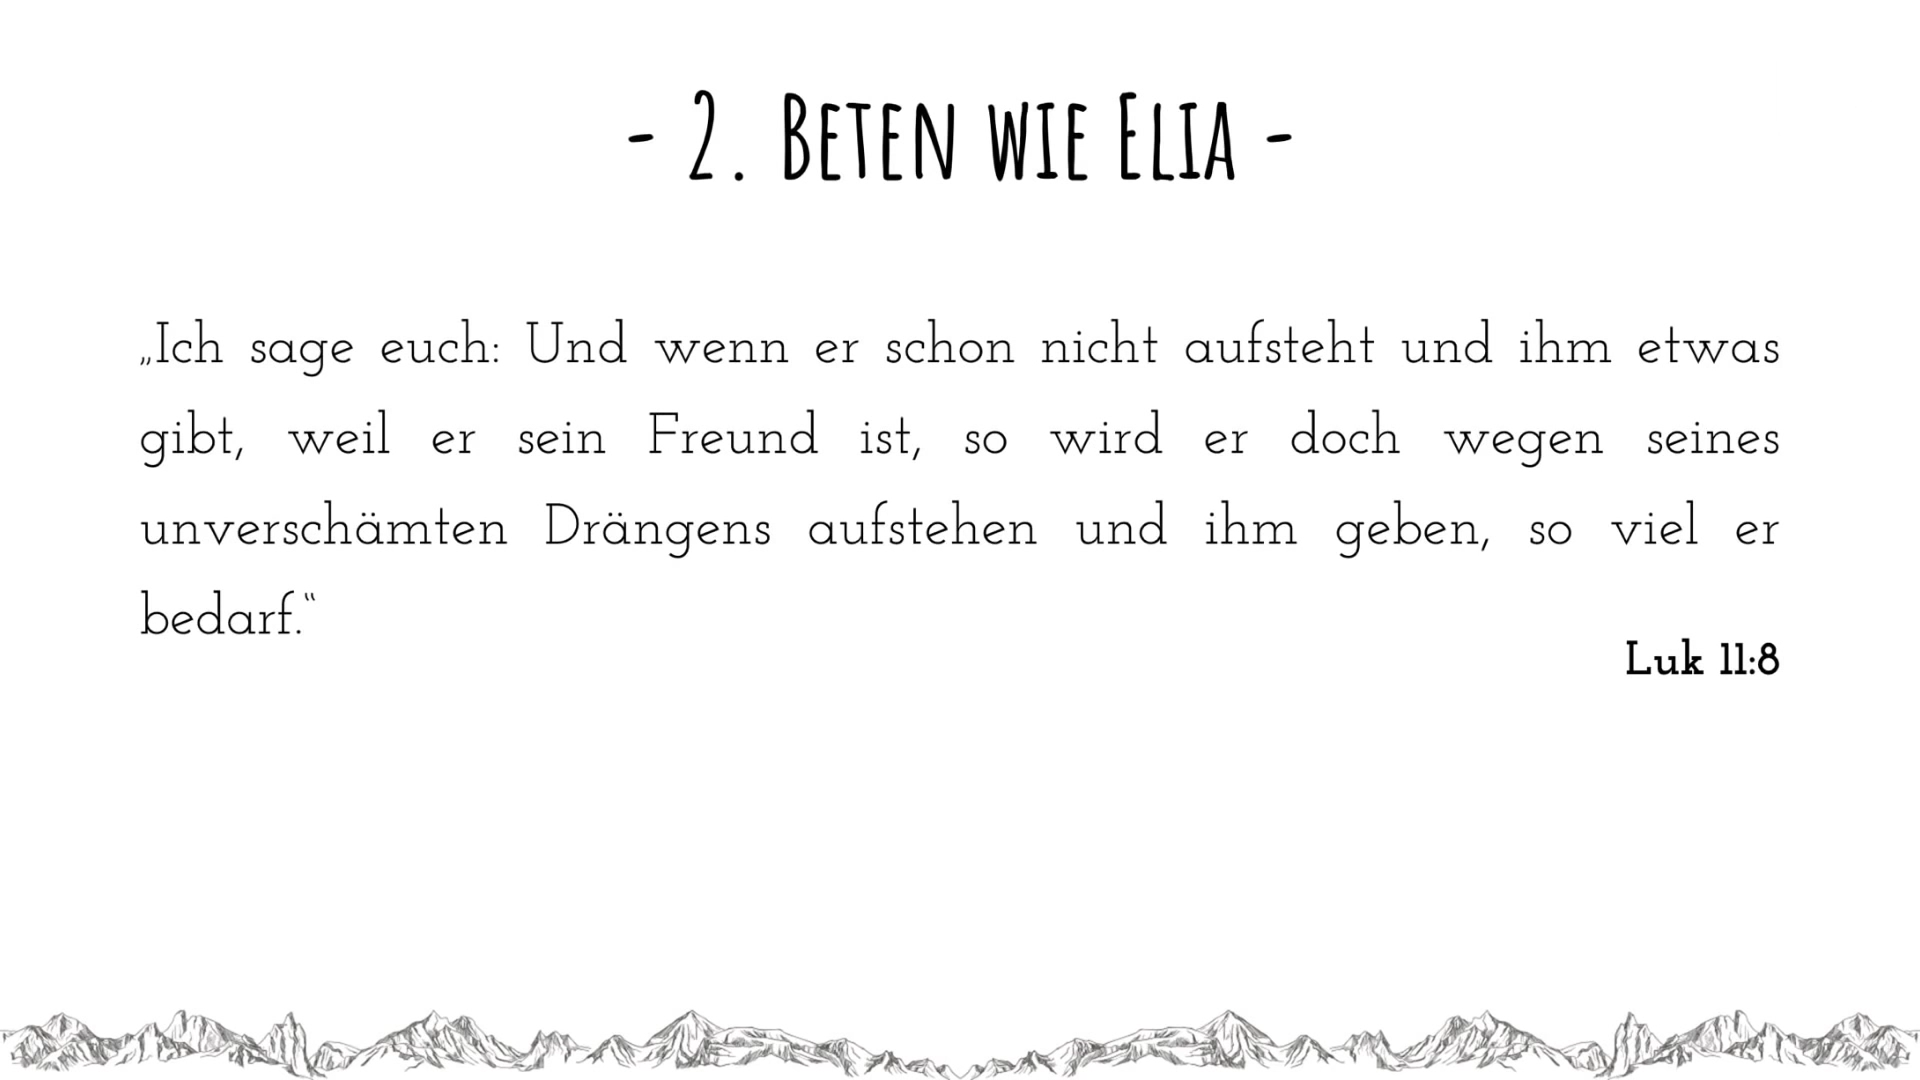 - 2. Beten wie Elia -
„Ich sage euch: Und wenn er schon nicht aufsteht und ihm etwas
gibt, weil er sein Freund ist, so wird er doch wegen seines
unverschämten Drängens aufstehen und ihm geben, so viel er
bedarf.“
Luk 11:8